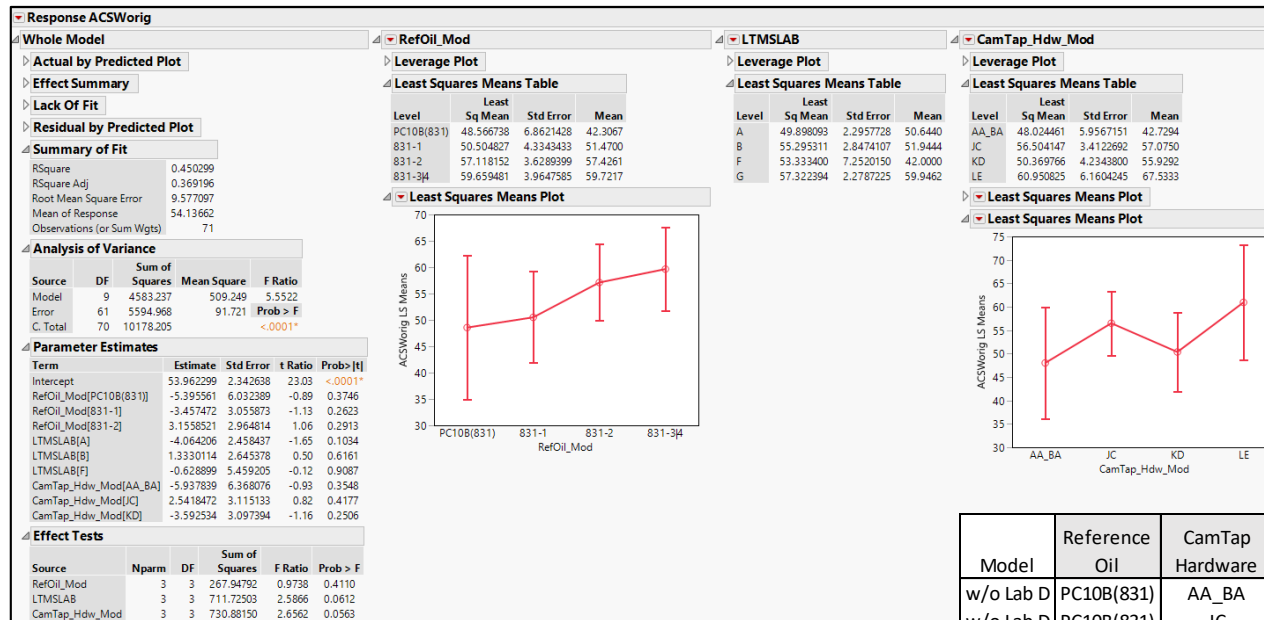 Response ACSWorig
Whole Model
Actual by Predicted Plot
Effect Summary
Lack Of Fit
Residual by Predicted Plot
Summary of Fit
RSquare 0.450299
RSquare Adj 0.369196
Root Mean Square Error 9.577097
Mean of Response 54.13662
Observations (or Sum Wgts) 71
Analysis of Variance
Sum of
Source DF Squares Mean Square F Ratio
Model 9 4583.237 509.249 5.5522
Error 61 5594.968 91.721 Prob > F
C. Total 70 10178.205 <.0001*
Parameter Estimates
Term Estimate Std Error t Ratio Prob>|t|
Intercept 53.962299 2.342638 23.03 <.0001*
RefOil_Mod[PC10B(831)] -5.395561 6.032389 -0.89 0.3746
RefOil_Mod[831-1] -3.457472 3.055873 -1.13 0.2623
RefOil_Mod[831-2] 3.1558521 2.964814 1.06 0.2913
LTMSLAB[A] -4.064206 2.458437 -1.65 0.1034
LTMSLAB[B] 1.3330114 2.645378 0.50 0.6161
LTMSLAB[F] -0.628899 5.459205 -0.12 0.9087
CamTap_Hdw_Mod[AA_BA] -5.937839 6.368076 -0.93 0.3548
CamTap_Hdw_Mod[JC] 2.5418472 3.115133 0.82 0.4177
CamTap_Hdw_Mod[KD] -3.592534 3.097394 -1.16 0.2506
Effect Tests
Sum of
Source Nparm DF Squares F Ratio Prob > F
RefOil_Mod 3 3 267.94792 0.9738 0.4110
LTMSLAB 3 3 711.72503 2.5866 0.0612
CamTap_Hdw_Mod 3 3 730.88150 2.6562 0.0563
RefOil_Mod
Leverage Plot
Least Squares Means Table
Least
Level Sq Mean Std Error Mean
PC10B(831) 48.566738 6.8621428 42.3067
831-1 50.504827 4.3343433 51.4700
831-2 57.118152 3.6289399 57.4261
831-3|4 59.659481 3.9647585 59.7217
Least Squares Means Plot
ACSWorig LS Means
70
65
60
55
50
45
40
35
30
PC10B(831) 831-1 831-2 831-3|4
RefOil_Mod
LTMSLAB
Leverage Plot
Least Squares Means Table
Least
Level Sq Mean Std Error Mean
A 49.898093 2.2957728 50.6440
B 55.295311 2.8474107 51.9444
F 53.333400 7.2520150 42.0000
G 57.322394 2.2787225 59.9462
CamTap_Hdw_Mod
Leverage Plot
Least Squares Means Table
Least
Level Sq Mean Std Error Mean
AA_BA 48.024461 5.9567151 42.7294
JC 56.504147 3.4122692 57.0750
KD 50.369766 4.2343800 55.9292
LE 60.950825 6.1604245 67.5333
Least Squares Means Plot
Least Squares Means Plot
ACSWorig LS Means
75
70
65
60
55
50
45
40
35
30
AA_BA JC KD LE
CamTap_Hdw_Mod
Reference CamTap
Model Oil Hardware
w/o Lab D PC10B(831) AA_BA
w/o Lab D PC10B(831) JC